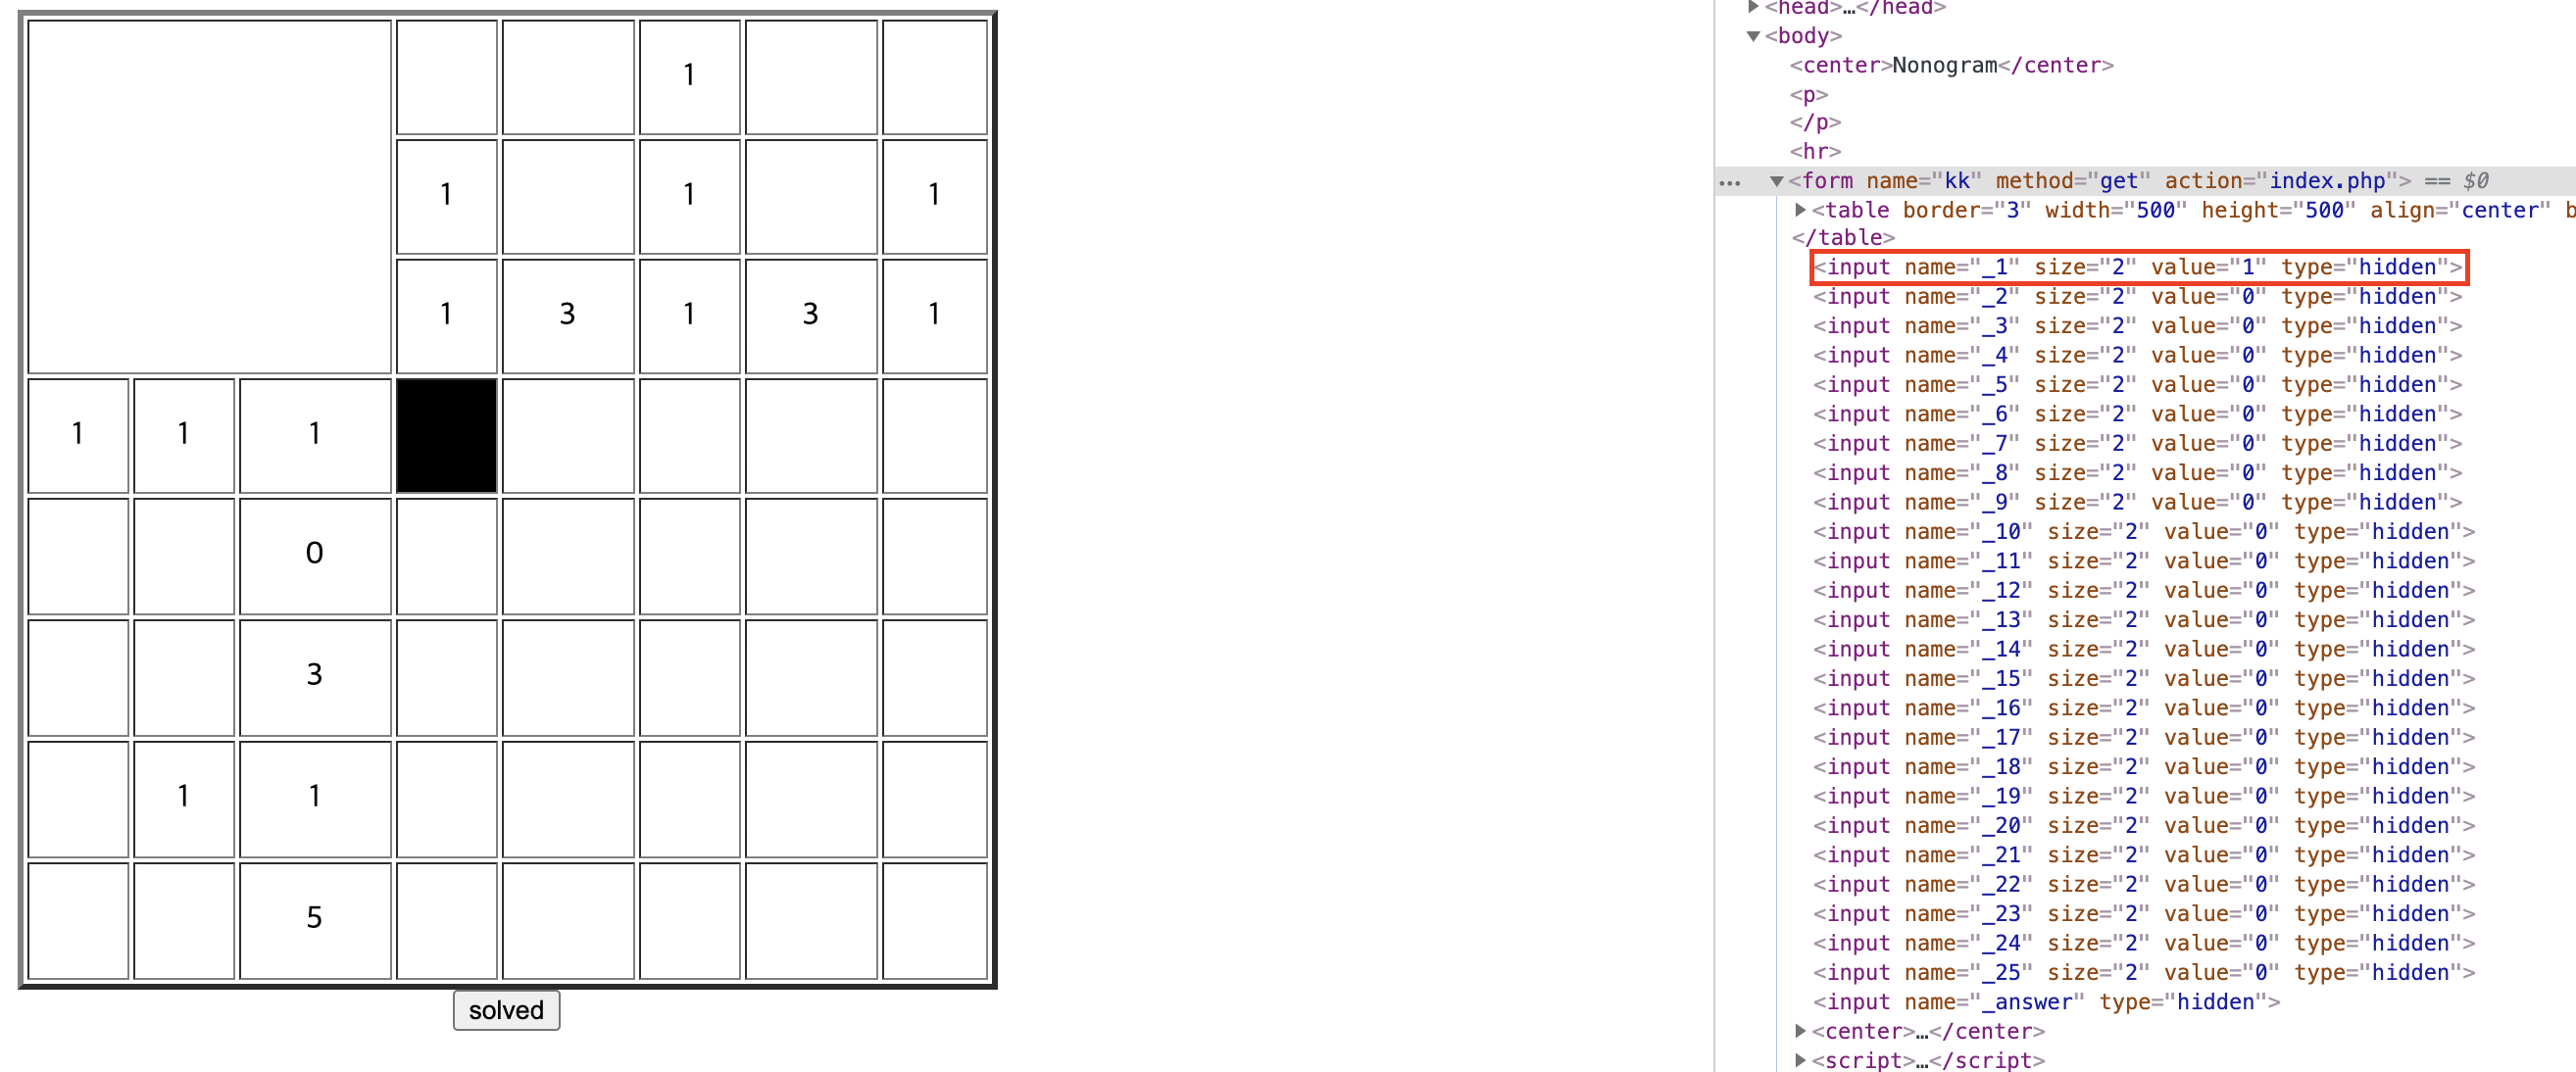 1
1 1 1
1 3 1 3 1
1 1 1
0
3
1 1
5
solved
▶<head>…</head>
▼<body>
<center>Nonogram</center>
<p>
</p>
<hr>
… ▼<form name="kk" method="get" action="index.php"> == $0
▶<table border="3" width="500" height="500" align="center" b
</table>
<input name="_1" size="2" value="1" type="hidden">
<input name="_2" size="2" value="0" type="hidden">
<input name="_3" size="2" value="0" type="hidden">
<input name="_4" size="2" value="0" type="hidden">
<input name="_5" size="2" value="0" type="hidden">
<input name="_6" size="2" value="0" type="hidden">
<input name="_7" size="2" value="0" type="hidden">
<input name="_8" size="2" value="0" type="hidden">
<input name="_9" size="2" value="0" type="hidden">
<input name="_10" size="2" value="0" type="hidden">
<input name="_11" size="2" value="0" type="hidden">
<input name="_12" size="2" value="0" type="hidden">
<input name="_13" size="2" value="0" type="hidden">
<input name="_14" size="2" value="0" type="hidden">
<input name="_15" size="2" value="0" type="hidden">
<input name="_16" size="2" value="0" type="hidden">
<input name="_17" size="2" value="0" type="hidden">
<input name="_18" size="2" value="0" type="hidden">
<input name="_19" size="2" value="0" type="hidden">
<input name="_20" size="2" value="0" type="hidden">
<input name="_21" size="2" value="0" type="hidden">
<input name="_22" size="2" value="0" type="hidden">
<input name="_23" size="2" value="0" type="hidden">
<input name="_24" size="2" value="0" type="hidden">
<input name="_25" size="2" value="0" type="hidden">
<input name="_answer" type="hidden">
▶<center>…</center>
▶<script>…</script>